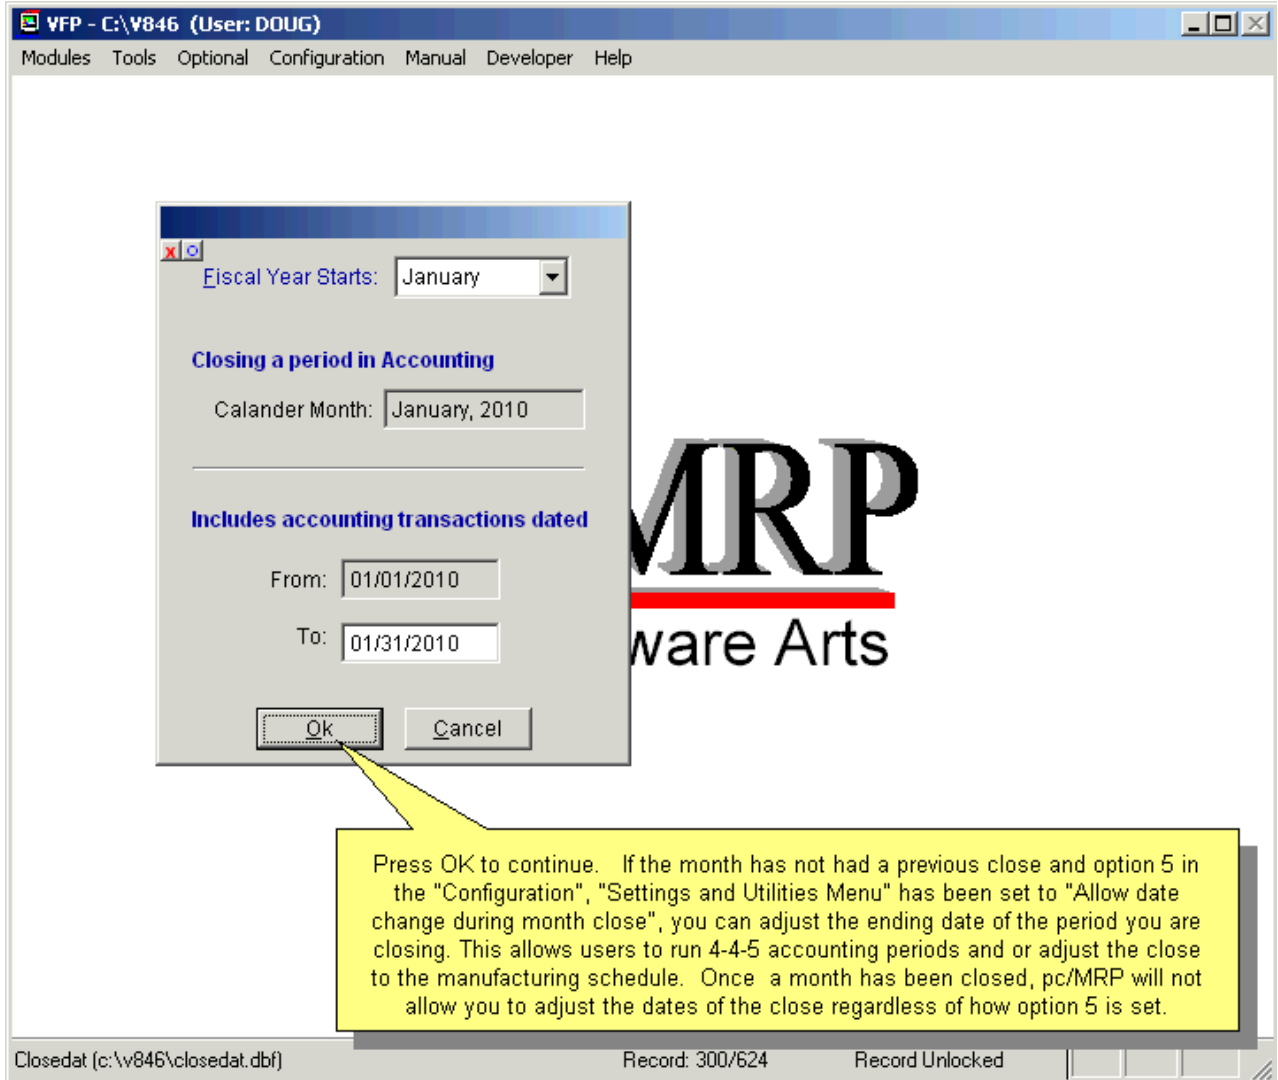 VFP - C:\V846 (User: DOUG)
Modules Tools Optional Configuration Manual Developer Help
Fiscal Year Starts: January
Closing a period in Accounting
Calander Month: January, 2010
MRP
Includes accounting transactions dated
From: 01/01/2010
To: 01/31/2010
ware Arts
Ok Cancel
Press OK to continue. If the month has not had a previous close and option 5 in
the "Configuration", "Settings and Utilities Menu" has been set to "Allow date
change during month close", you can adjust the ending date of the period you are
closing. This allows users to run 4-4-5 accounting periods and or adjust the close
to the manufacturing schedule. Once a month has been closed, pc/MRP will not
allow you to adjust the dates of the close regardless of how option 5 is set.
Closedat (c:\v846\closedat.dbf) Record: 300/624 Record Unlocked